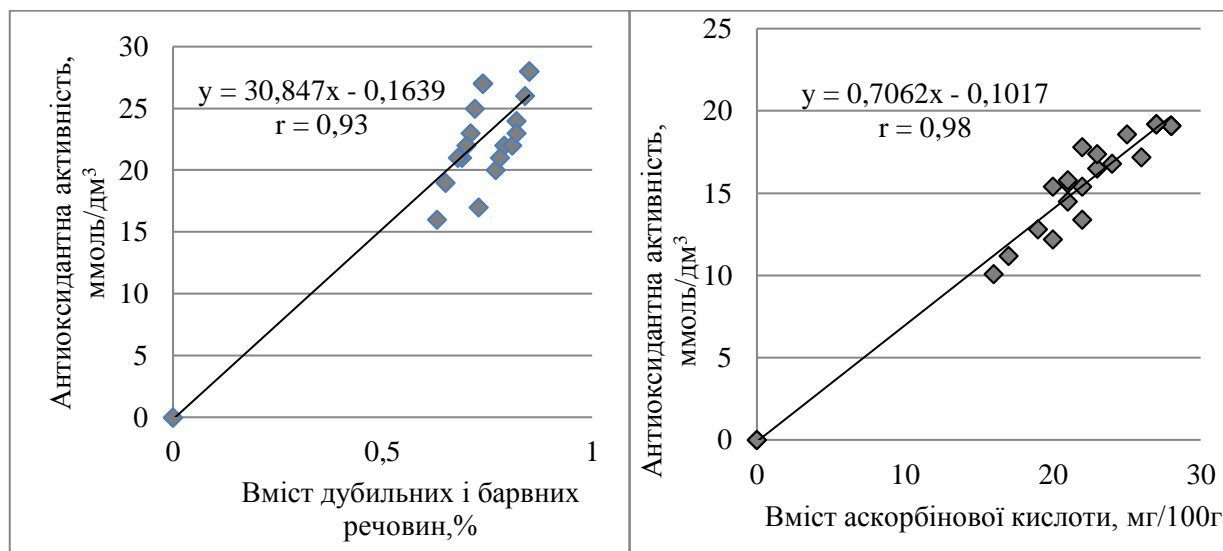 Антиоксидантна активність,
ммоль/дм³
30
25
20
15
10
5
0
y = 30,847x - 0,1639
r = 0,93
0
0,5
1
Вміст дубильних і барвних
речовин,%
Антиоксидантна активність,
ммоль/дм³
25
20
15
10
5
0
y = 0,7062x - 0,1017
r = 0,98
0
10
20
30
Вміст аскорбінової кислоти, мг/100г